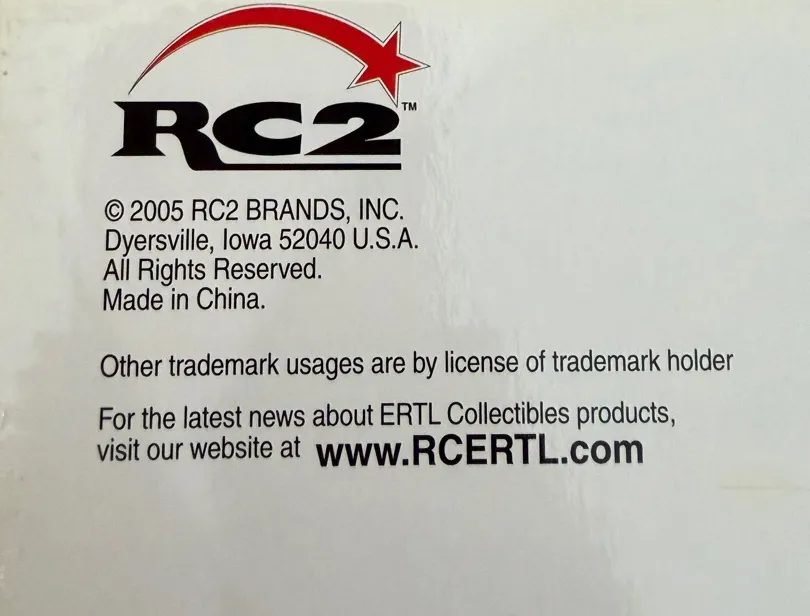 RC2™
© 2005 RC2 BRANDS, INC.
Dyersville, Iowa 52040 U.S.A.
All Rights Reserved.
Made in China.
Other trademark usages are by license of trademark holder
For the latest news about ERTL Collectibles products,
visit our website at www.RCERTL.com